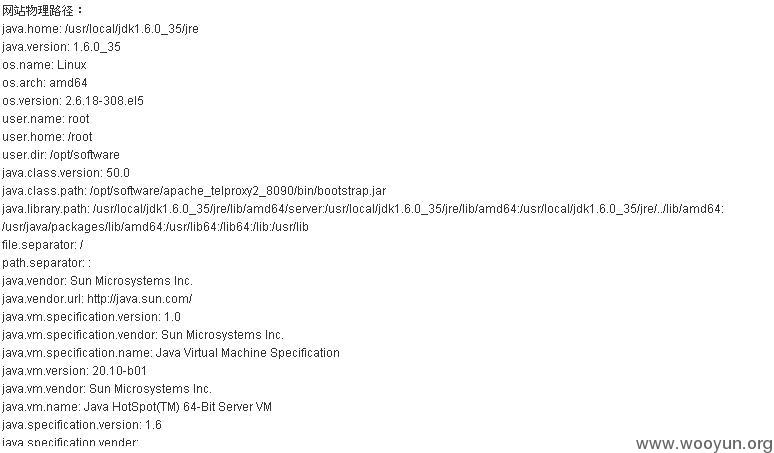 网站物理路径：
java.home: /usr/local/jdk1.6.0_35/jre
java.version: 1.6.0_35
os.name: Linux
os.arch: amd64
os.version: 2.6.18-308.el5
user.name: root
user.home: /root
user.dir: /opt/software
java.class.version: 50.0
java.class.path: /opt/software/apache_telproxy2_8090/bin/bootstrap.jar
java.library.path: /usr/local/jdk1.6.0_35/jre/lib/amd64/server:/usr/local/jdk1.6.0_35/jre/lib/amd64:/usr/local/jdk1.6.0_35/jre/../lib/amd64:
/usr/java/packages/lib/amd64:/usr/lib64:/lib64:/lib:/usr/lib
file.separator: /
path.separator: :
java.vendor: Sun Microsystems Inc.
java.vendor.url: http://java.sun.com/
java.vm.specification.version: 1.0
java.vm.specification.vendor: Sun Microsystems Inc.
java.vm.specification.name: Java Virtual Machine Specification
java.vm.version: 20.10-b01
java.vm.vendor: Sun Microsystems Inc.
java.vm.name: Java HotSpot(TM) 64-Bit Server VM
java.specification.version: 1.6
java.specification.vender:
www.wooyun.org